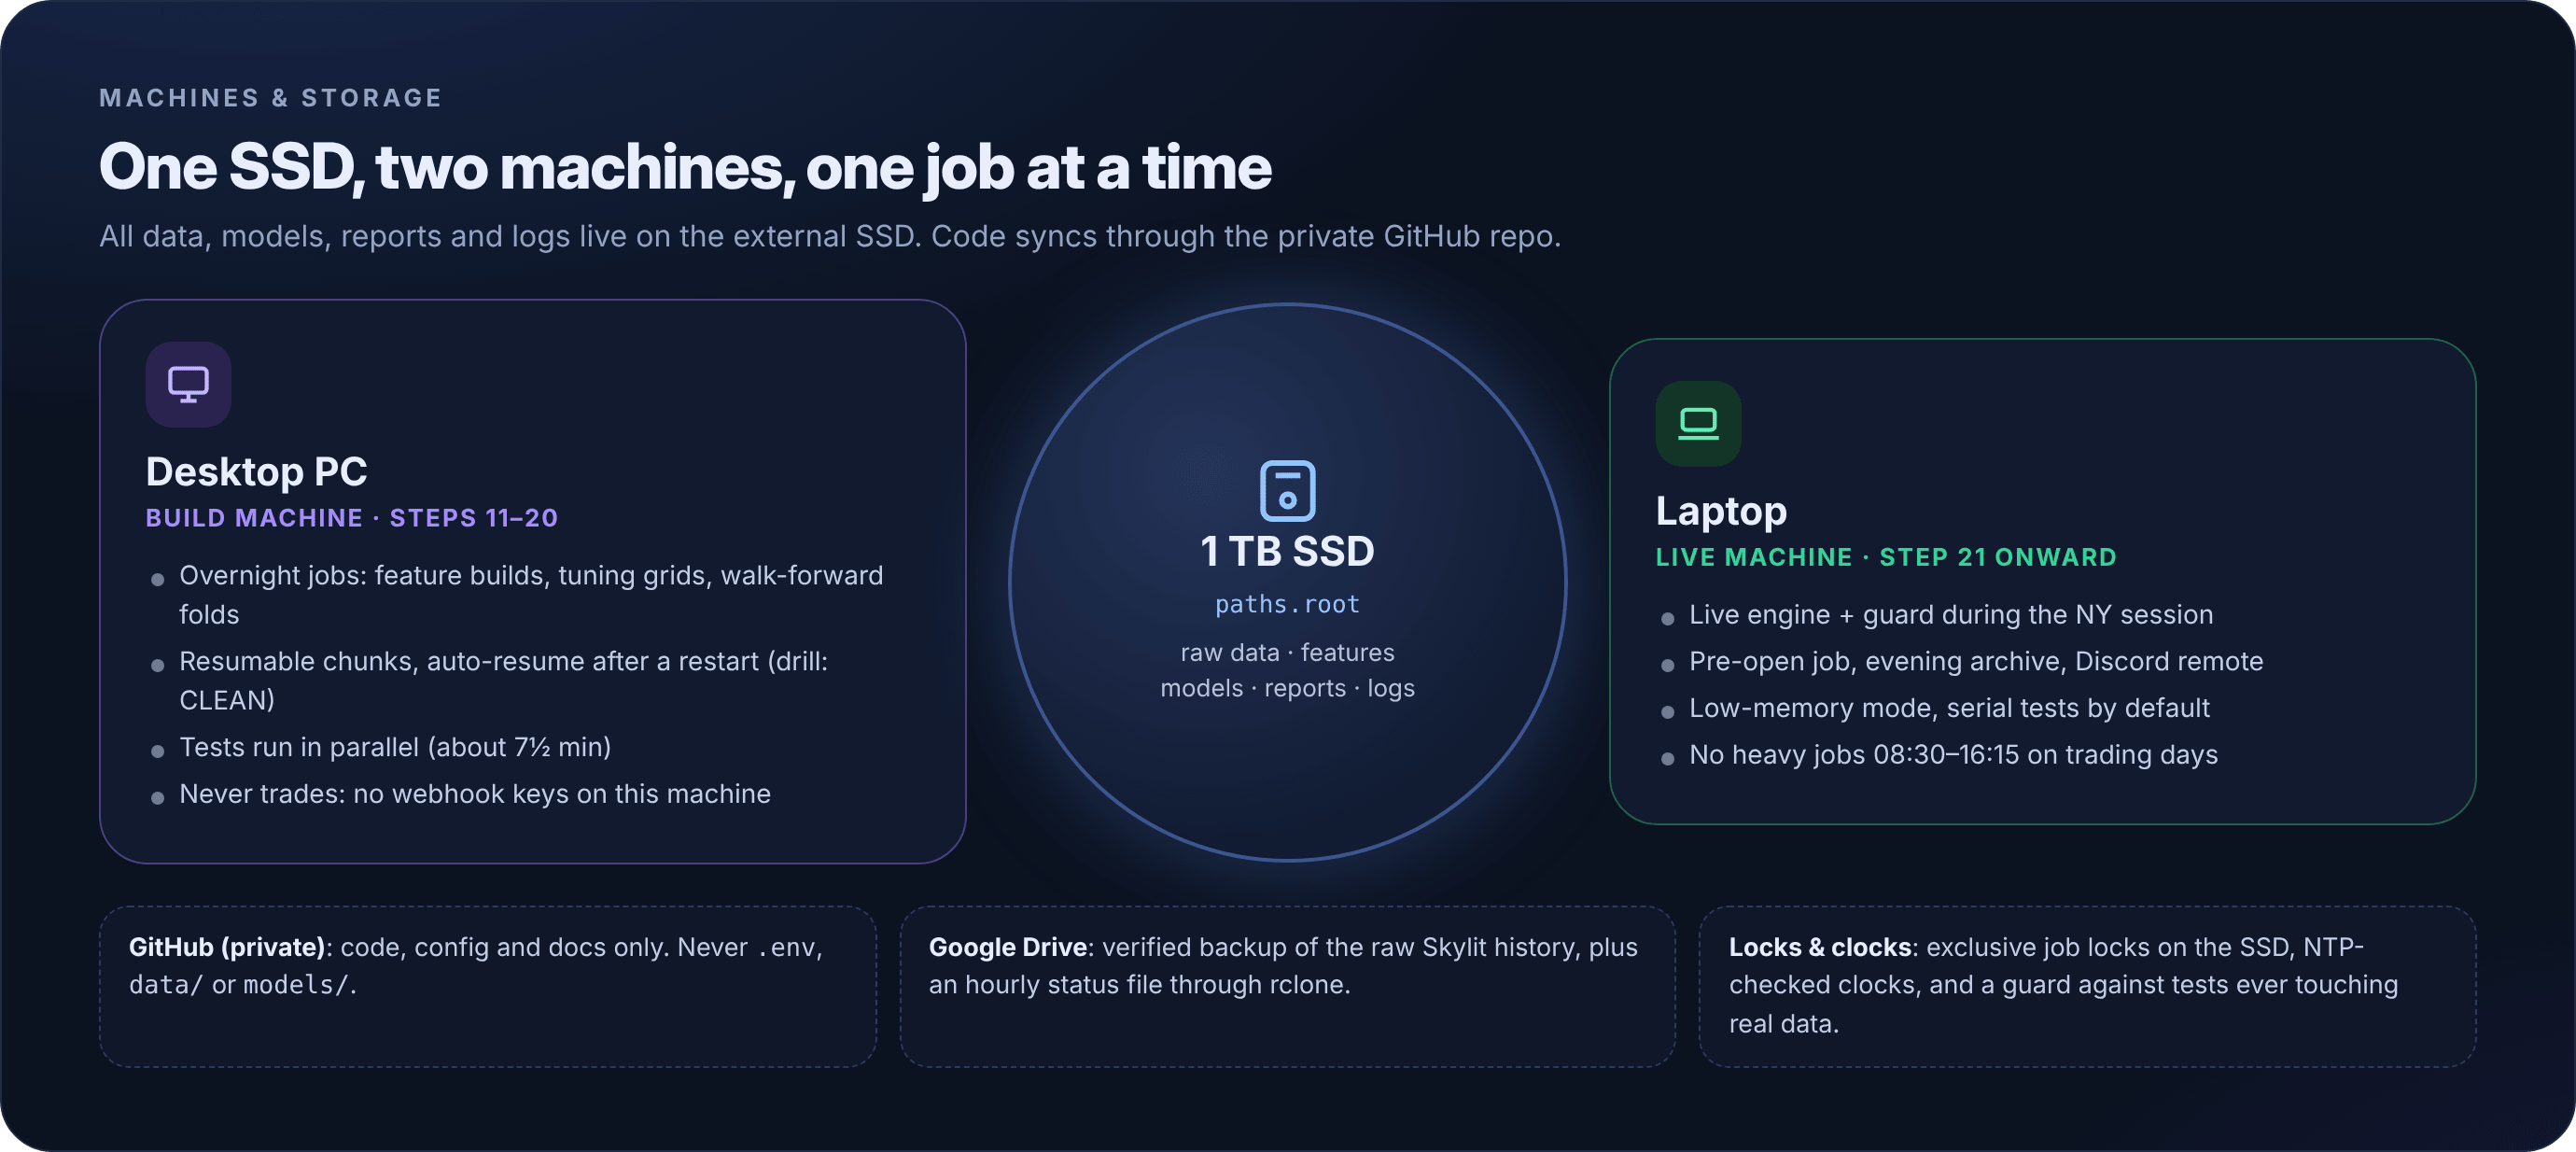 MACHINES & STORAGE
One SSD, two machines, one job at a time
All data, models, reports and logs live on the external SSD. Code syncs through the private GitHub repo.
Desktop PC
BUILD MACHINE · STEPS 11–20
Overnight jobs: feature builds, tuning grids, walk-forward
folds
Resumable chunks, auto-resume after a restart (drill:
CLEAN)
Tests run in parallel (about 7½ min)
Never trades: no webhook keys on this machine
1 TB SSD
paths.root
raw data · features
models · reports · logs
Laptop
LIVE MACHINE · STEP 21 ONWARD
Live engine + guard during the NY session
Pre-open job, evening archive, Discord remote
Low-memory mode, serial tests by default
No heavy jobs 08:30–16:15 on trading days
GitHub (private): code, config and docs only. Never .env,
data/ or models/.
Google Drive: verified backup of the raw Skylit history, plus
an hourly status file through rclone.
Locks & clocks: exclusive job locks on the SSD, NTP-
checked clocks, and a guard against tests ever touching
real data.